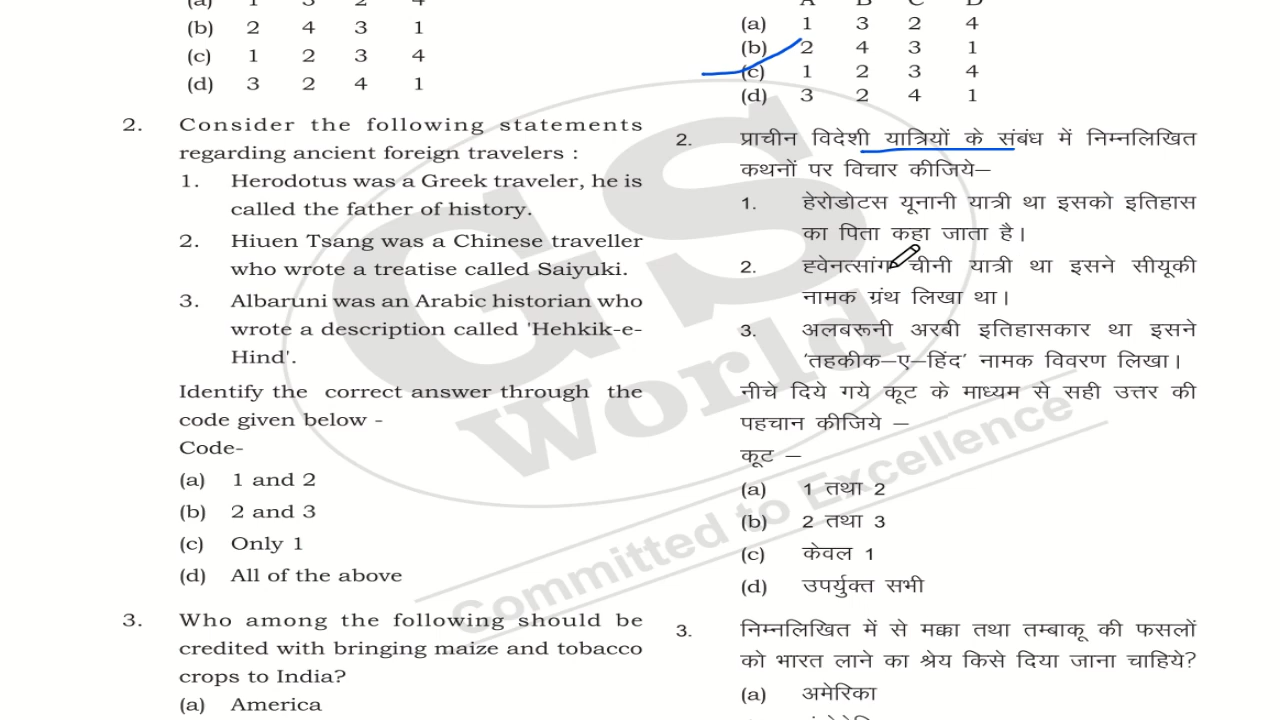 (a) 1 3 2 4
(b) 2 4 3 1
(c) 1 2 3 4
(d) 3 2 4 1
2. Consider the following statements
regarding ancient foreign travelers :
1. Herodotus was a Greek traveler, he is
called the father of history.
2. Hiuen Tsang was a Chinese traveller
who wrote a treatise called Saiyuki.
3. Albaruni was an Arabic historian who
wrote a description called 'Hehkik-e-
Hind'.
Identify the correct answer through the
code given below -
Code-
(a) 1 and 2
(b) 2 and 3
(c) Only 1
(d) All of the above
3. Who among the following should be
credited with bringing maize and tobacco
crops to India?
(a) America
A B C D
(a) 1 3 2 4
(b) 2 4 3 1
(c) 1 2 3 4
(d) 3 2 4 1
2. प्राचीन विदेशी यात्रियों के संबंध में निम्नलिखित
कथनों पर विचार कीजिये–
1. हेरोडोटस यूनानी यात्री था इसको इतिहास
का पिता कहा जाता है।
2. ह्वेनत्सांग चीनी यात्री था इसने सीयूकी
नामक ग्रंथ लिखा था।
3. अलबरूनी अरबी इतिहासकार था इसने
'तहकीक–ए–हिंद' नामक विवरण लिखा।
नीचे दिये गये कूट के माध्यम से सही उत्तर की
पहचान कीजिये –
कूट –
(a) 1 तथा 2
(b) 2 तथा 3
(c) केवल 1
(d) उपर्युक्त सभी
3. निम्नलिखित में से मक्का तथा तम्बाकू की फसलों
को भारत लाने का श्रेय किसे दिया जाना चाहिये?
(a) अमेरिका
GS
World
Committed to Excellence